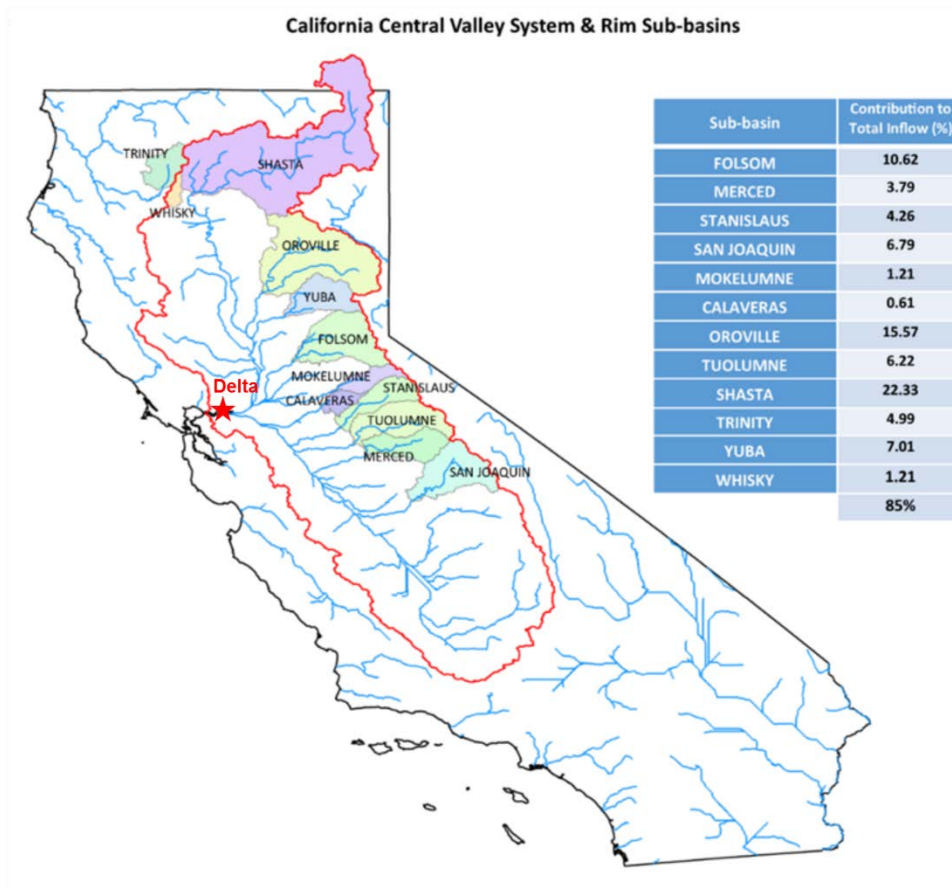 California Central Valley System & Rim Sub-basins
TRINITY
SHASTA
WHISKY
OROVILLE
YUBA
FOLSOM
MOKELUMNE
STANISLAUS
CALAVERAS
TUOLUMNE
MERCED
SAN JOAQUIN
Delta
Sub-basin Contribution to
Total Inflow (%)
FOLSOM 10.62
MERCED 3.79
STANISLAUS 4.26
SAN JOAQUIN 6.79
MOKELUMNE 1.21
CALAVERAS 0.61
OROVILLE 15.57
TUOLUMNE 6.22
SHASTA 22.33
TRINITY 4.99
YUBA 7.01
WHISKY 1.21
85%